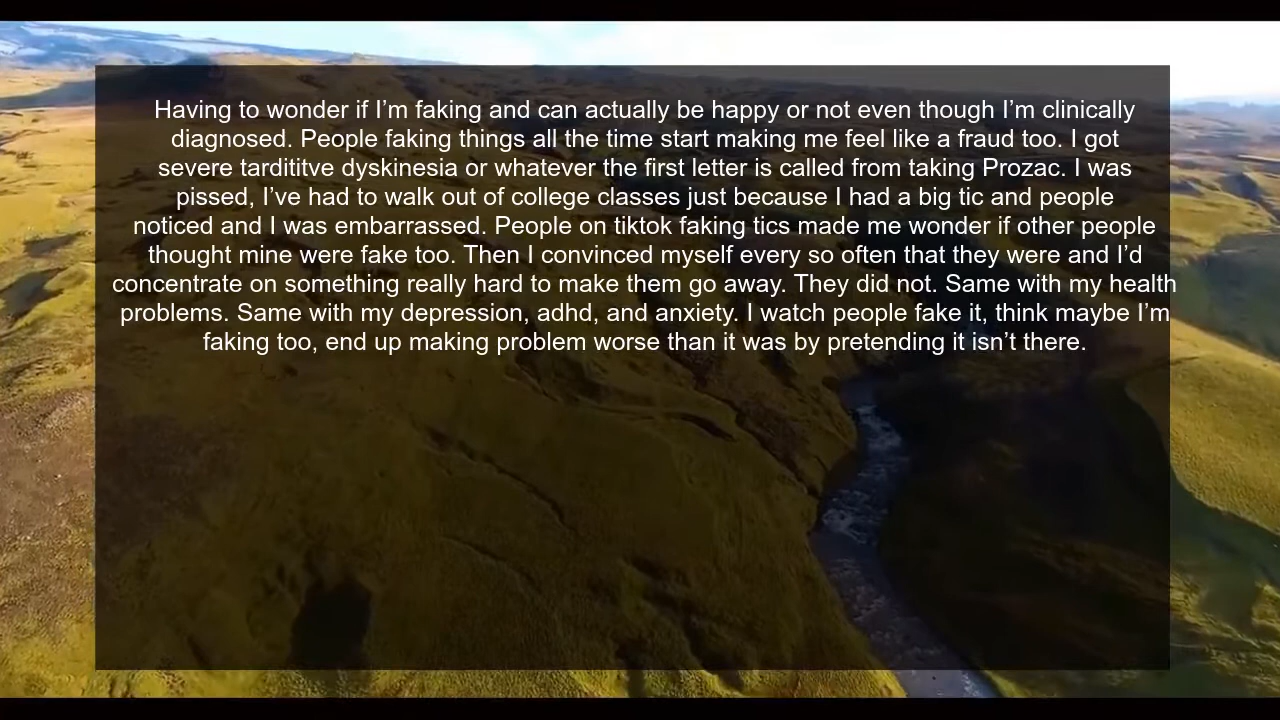 Having to wonder if I’m faking and can actually be happy or not even though I’m clinically
diagnosed. People faking things all the time start making me feel like a fraud too. I got
severe tardititve dyskinesia or whatever the first letter is called from taking Prozac. I was
pissed, I’ve had to walk out of college classes just because I had a big tic and people
noticed and I was embarrassed. People on tiktok faking tics made me wonder if other people
thought mine were fake too. Then I convinced myself every so often that they were and I’d
concentrate on something really hard to make them go away. They did not. Same with my health
problems. Same with my depression, adhd, and anxiety. I watch people fake it, think maybe I’m
faking too, end up making problem worse than it was by pretending it isn’t there.